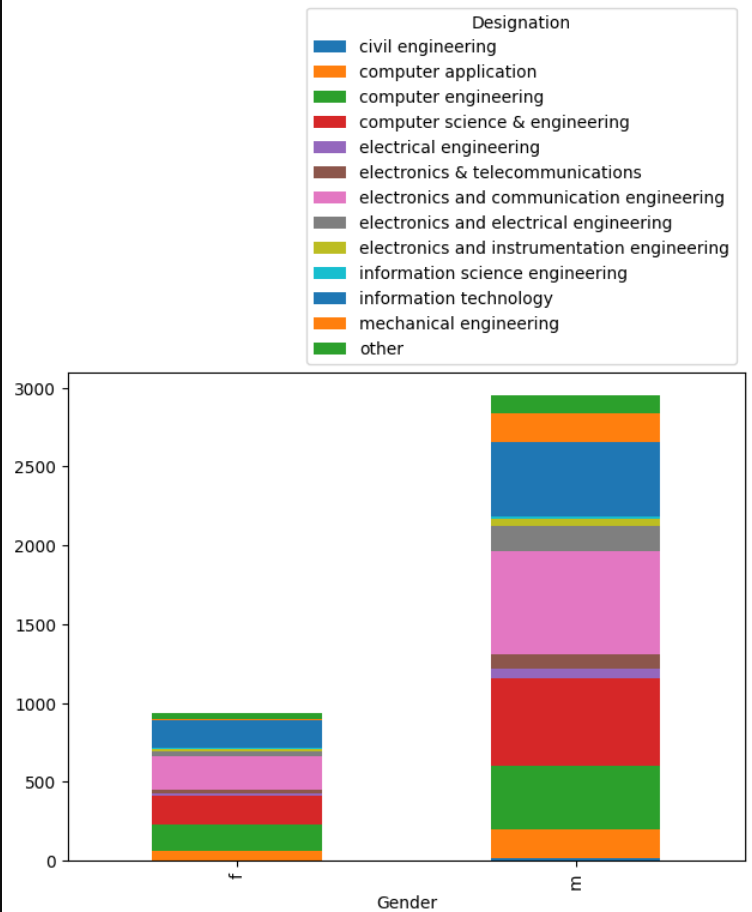 Designation
civil engineering
computer application
computer engineering
computer science & engineering
electrical engineering
electronics & telecommunications
electronics and communication engineering
electronics and electrical engineering
electronics and instrumentation engineering
information science engineering
information technology
mechanical engineering
other
3000
2500
2000
1500
1000
500
0
f
m
Gender